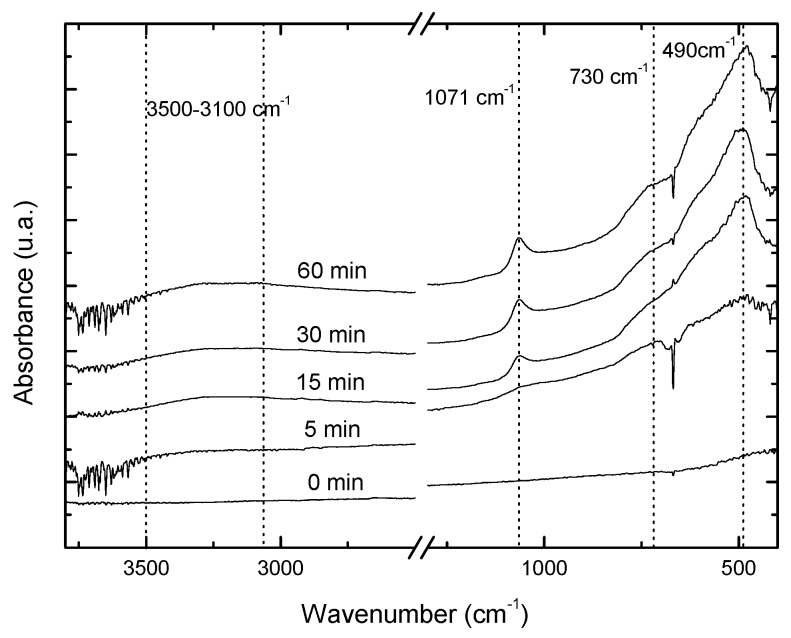 490cm⁻¹
730 cm⁻¹
1071 cm⁻¹
3500-3100 cm⁻¹
60 min
30 min
15 min
5 min
0 min
Absorbance (u.a.)
3500 3000 1000 500
Wavenumber (cm⁻¹)